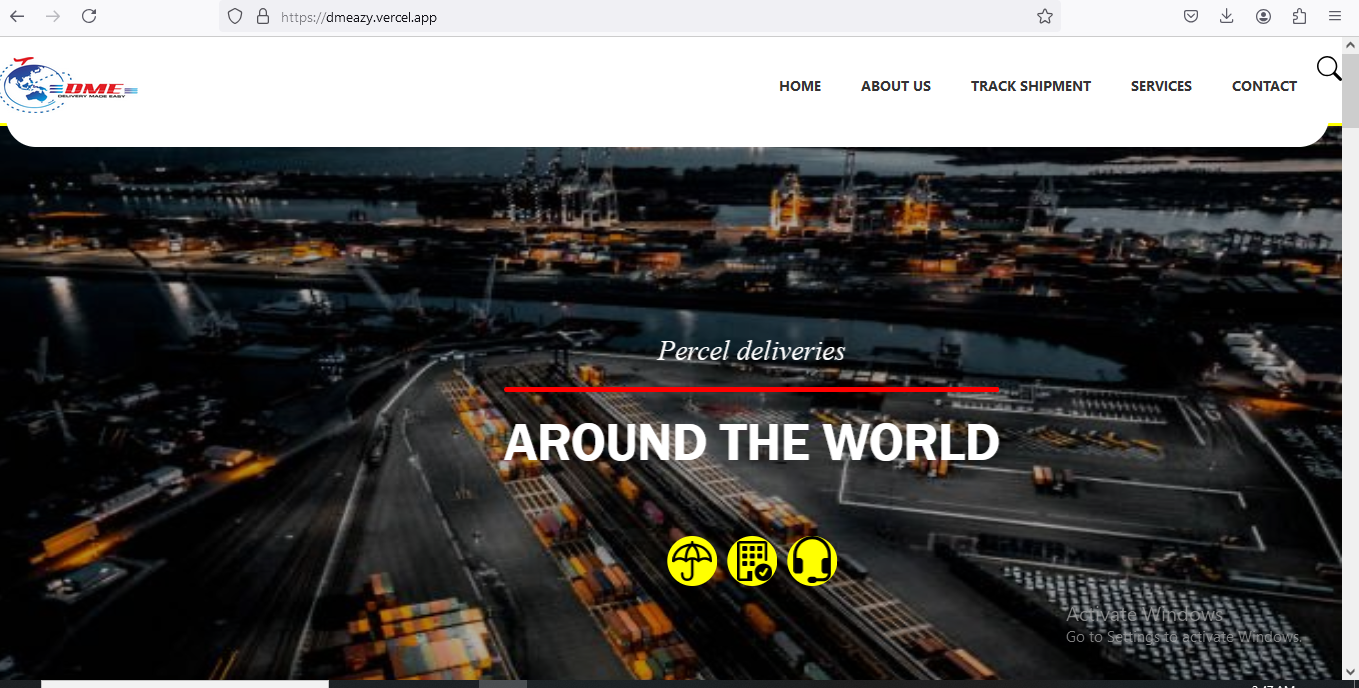 https://dmeazy.vercel.app
DME
DELIVERY MADE EASY
HOME ABOUT US TRACK SHIPMENT SERVICES CONTACT
Percel deliveries
AROUND THE WORLD
Activate Windows
Go to Settings to activate Windows.